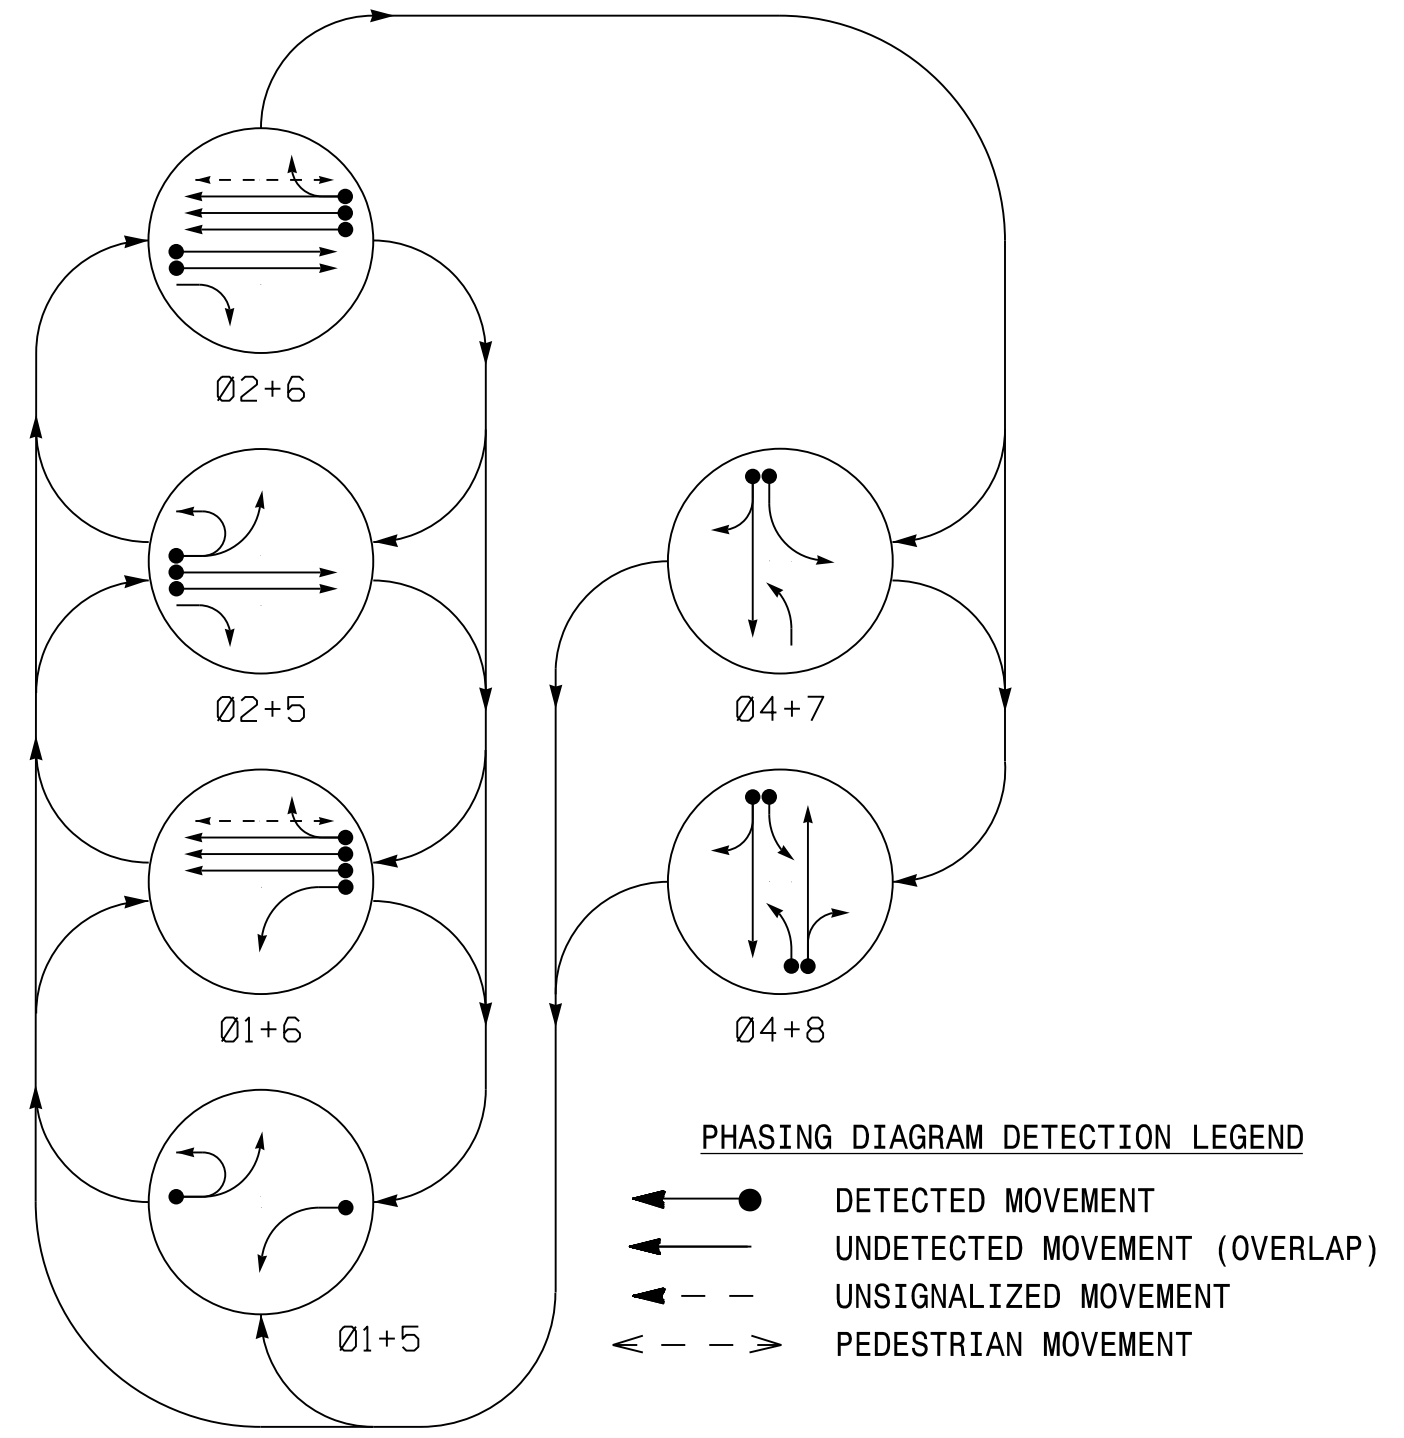 Ø2+6
Ø2+5
Ø4+7
Ø1+6
Ø4+8
PHASING DIAGRAM DETECTION LEGEND
DETECTED MOVEMENT
UNDETECTED MOVEMENT (OVERLAP)
UNSIGNALIZED MOVEMENT
Ø1+5
PEDESTRIAN MOVEMENT